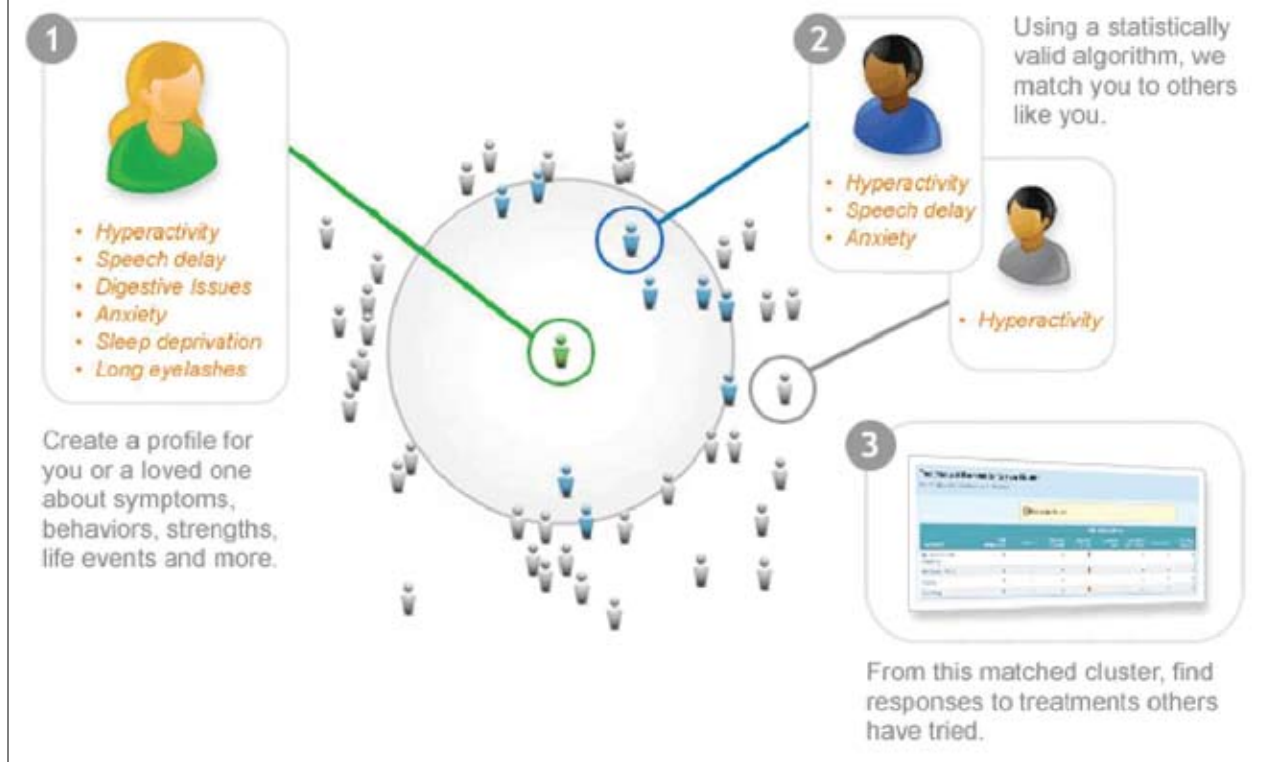 1
• Hyperactivity
• Speech delay
• Digestive Issues
• Anxiety
• Sleep deprivation
• Long eyelashes
Create a profile for
you or a loved one
about symptoms,
behaviors, strengths,
life events and more.
2
• Hyperactivity
• Speech delay
• Anxiety
Using a statistically
valid algorithm, we
match you to others
like you.
• Hyperactivity
3
From this matched cluster, find
responses to treatments others
have tried.